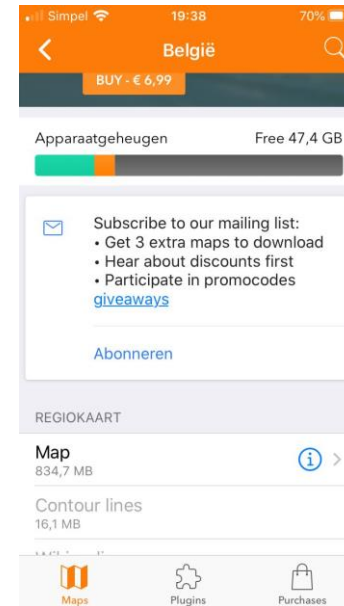 Simpel 19:38 70%
België
BUY - € 6,99
Apparaatgeheugen Free 47,4 GB
Subscribe to our mailing list:
• Get 3 extra maps to download
• Hear about discounts first
• Participate in promocodes
giveaways
Abonneren
REGIOKAART
Map
834,7 MB
Contour lines
16,1 MB
Maps Plugins Purchases